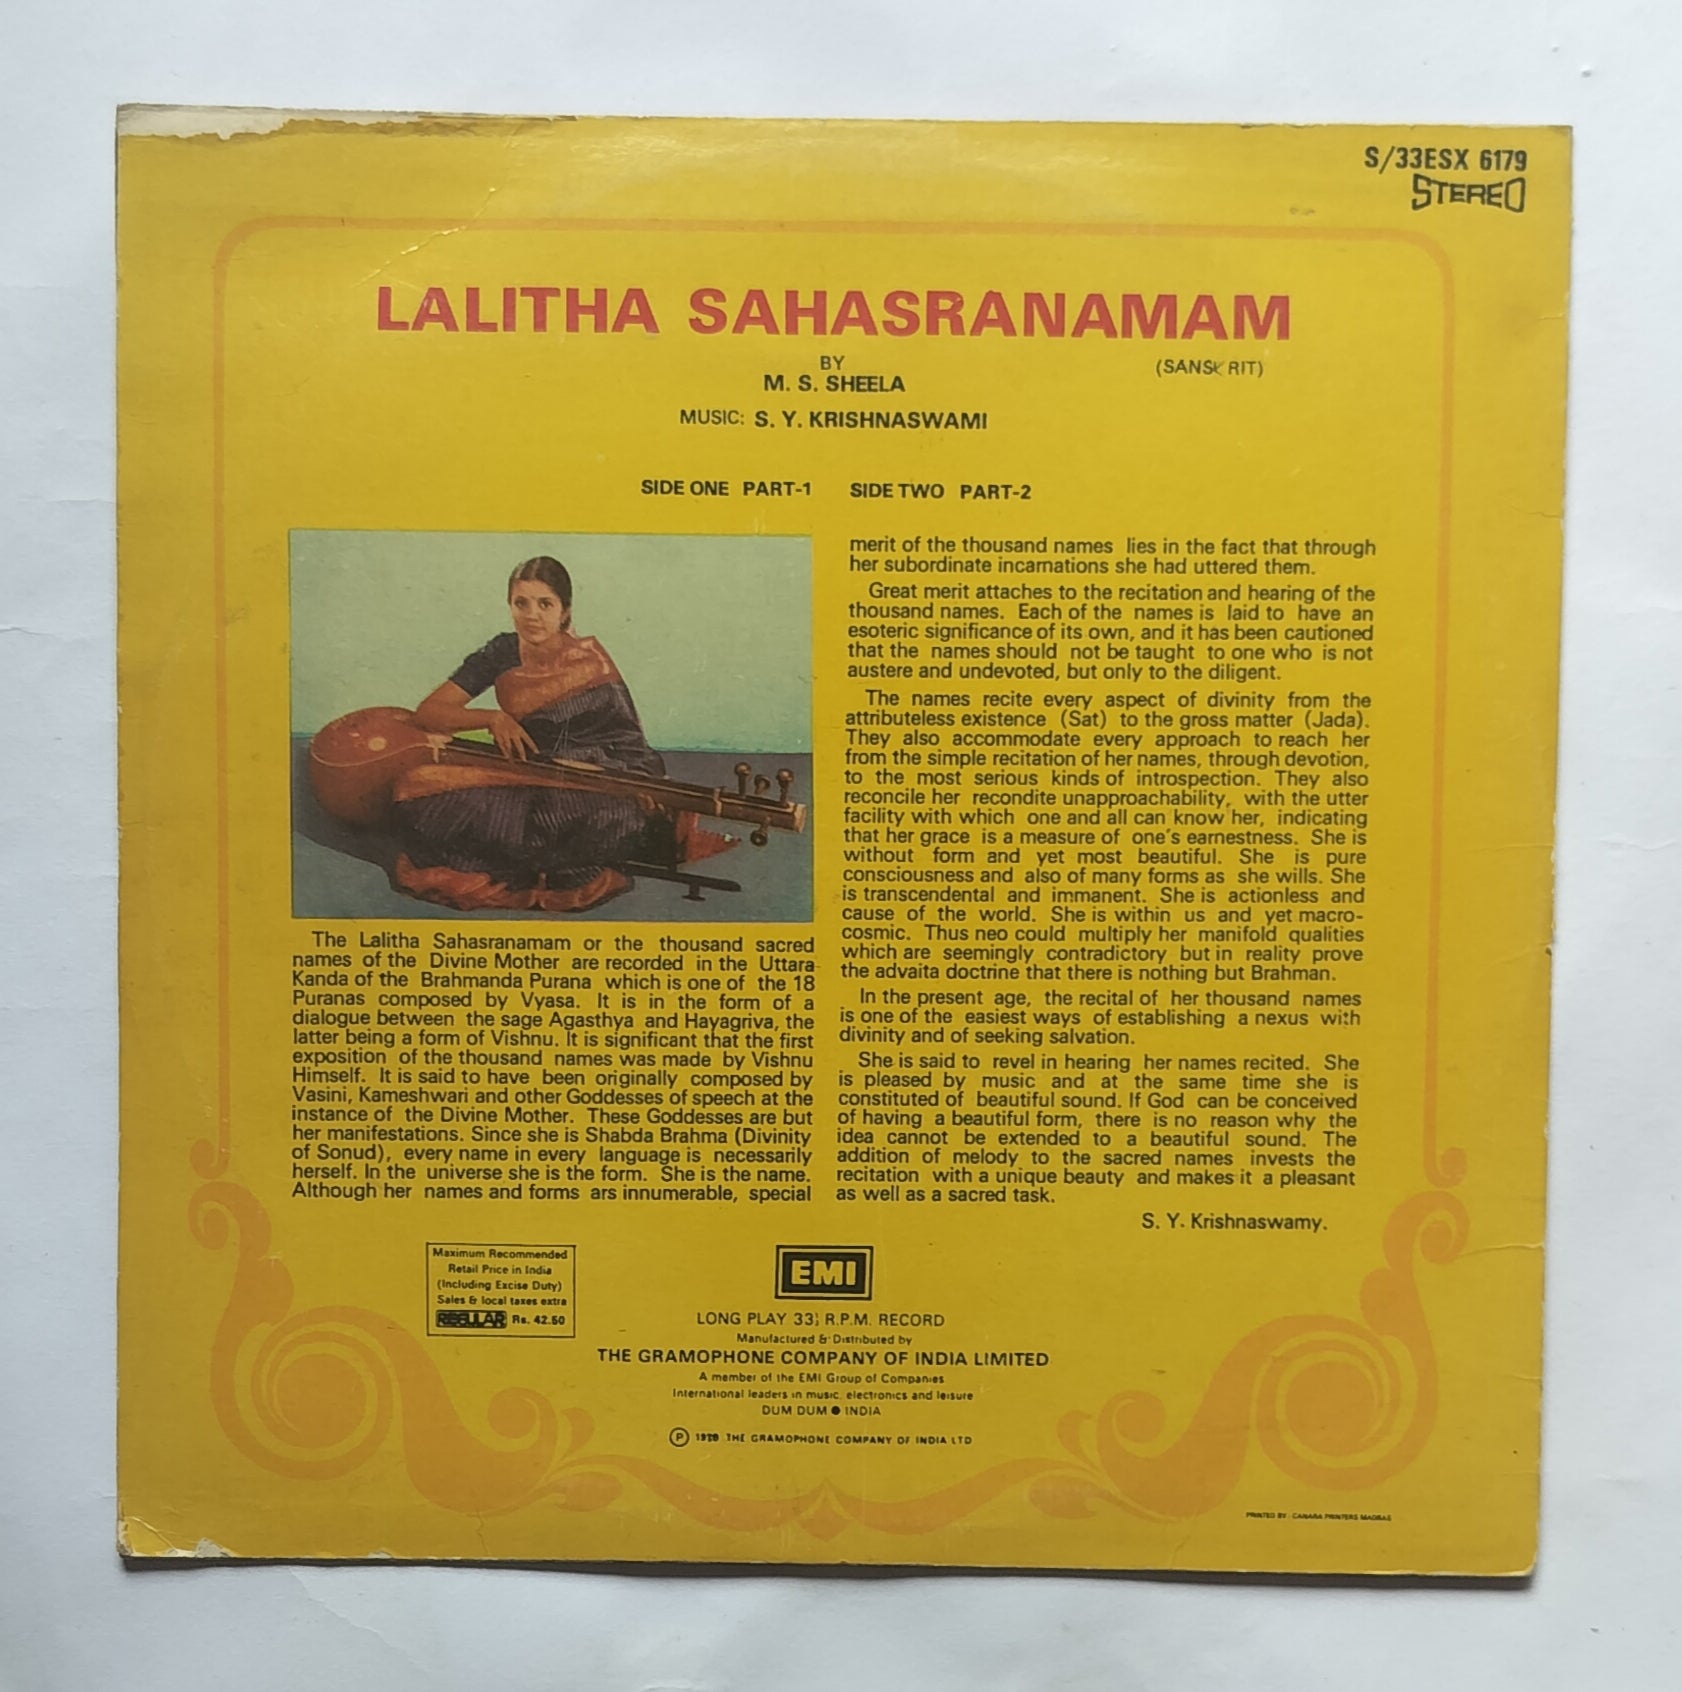 S/33ESX 6179
STEREO
LALITHA SAHASRANAMAM
BY
(SANSKRIT)
M. S. SHEELA
MUSIC: S. Y. KRISHNASWAMI
SIDE ONE PART-1 SIDE TWO PART-2
The Lalitha Sahasranamam or the thousand sacred
names of the Divine Mother are recorded in the Uttara
Kanda of the Brahmanda Purana which is one of the 18
Puranas composed by Vyasa. It is in the form of a
dialogue between the sage Agasthya and Hayagriva, the
latter being a form of Vishnu. It is significant that the first
exposition of the thousand names was made by Vishnu
Himself. It is said to have been originally composed by
Vasini, Kameshwari and other Goddesses of speech at the
instance of the Divine Mother. These Goddesses are but
her manifestations. Since she is Shabda Brahma (Divinity
of Sonud), every name in every language is necessarily
herself. In the universe she is the form. She is the name.
Although her names and forms ars innumerable, special
merit of the thousand names lies in the fact that through
her subordinate incarnations she had uttered them.
Great merit attaches to the recitation and hearing of the
thousand names. Each of the names is laid to have an
esoteric significance of its own, and it has been cautioned
that the names should not be taught to one who is not
austere and undevoted, but only to the diligent.
The names recite every aspect of divinity from the
attributeless existence (Sat) to the gross matter (Jada).
They also accommodate every approach to reach her
from the simple recitation of her names, through devotion,
to the most serious kinds of introspection. They also
reconcile her recondite unapproachability, with the utter
facility with which one and all can know her, indicating
that her grace is a measure of one's earnestness. She is
without form and yet most beautiful. She is pure
consciousness and also of many forms as she wills. She
is transcendental and immanent. She is actionless and
cause of the world. She is within us and yet macro-
cosmic. Thus neo could multiply her manifold qualities
which are seemingly contradictory but in reality prove
the advaita doctrine that there is nothing but Brahman.
In the present age, the recital of her thousand names
is one of the easiest ways of establishing a nexus with
divinity and of seeking salvation.
She is said to revel in hearing her names recited. She
is pleased by music and at the same time she is
constituted of beautiful sound. If God can be conceived
of having a beautiful form, there is no reason why the
idea cannot be extended to a beautiful sound. The
addition of melody to the sacred names invests the
recitation with a unique beauty and makes it a pleasant
as well as a sacred task.
S. Y. Krishnaswamy.
Maximum Recommended
Retail Price in India
(Including Excise Duty)
Sales & local taxes extra
REGULAR Rs. 42.50
EMI
LONG PLAY 33⅓ R.P.M. RECORD
Manufactured & Distributed by
THE GRAMOPHONE COMPANY OF INDIA LIMITED
A member of the EMI Group of Companies
International leaders in music, electronics and leisure
DUM DUM ● INDIA
Ⓟ THE GRAMOPHONE COMPANY OF INDIA LTD
PRINTED BY : CANARA PRINTERS MADRAS